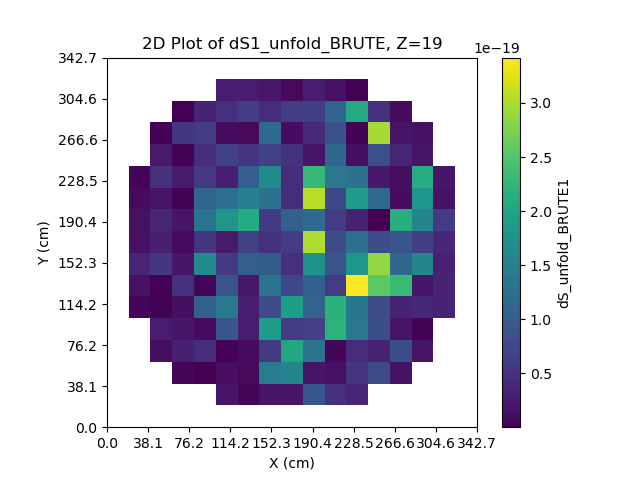 2D Plot of dS1_unfold_BRUTE, Z=19
1e−19
342.7
304.6
266.6
228.5
190.4
152.3
114.2
76.2
38.1
0.0
Y (cm)
0.0 38.1 76.2 114.2 152.3 190.4 228.5 266.6 304.6 342.7
X (cm)
3.0
2.5
2.0
1.5
1.0
0.5
dS_unfold_BRUTE1